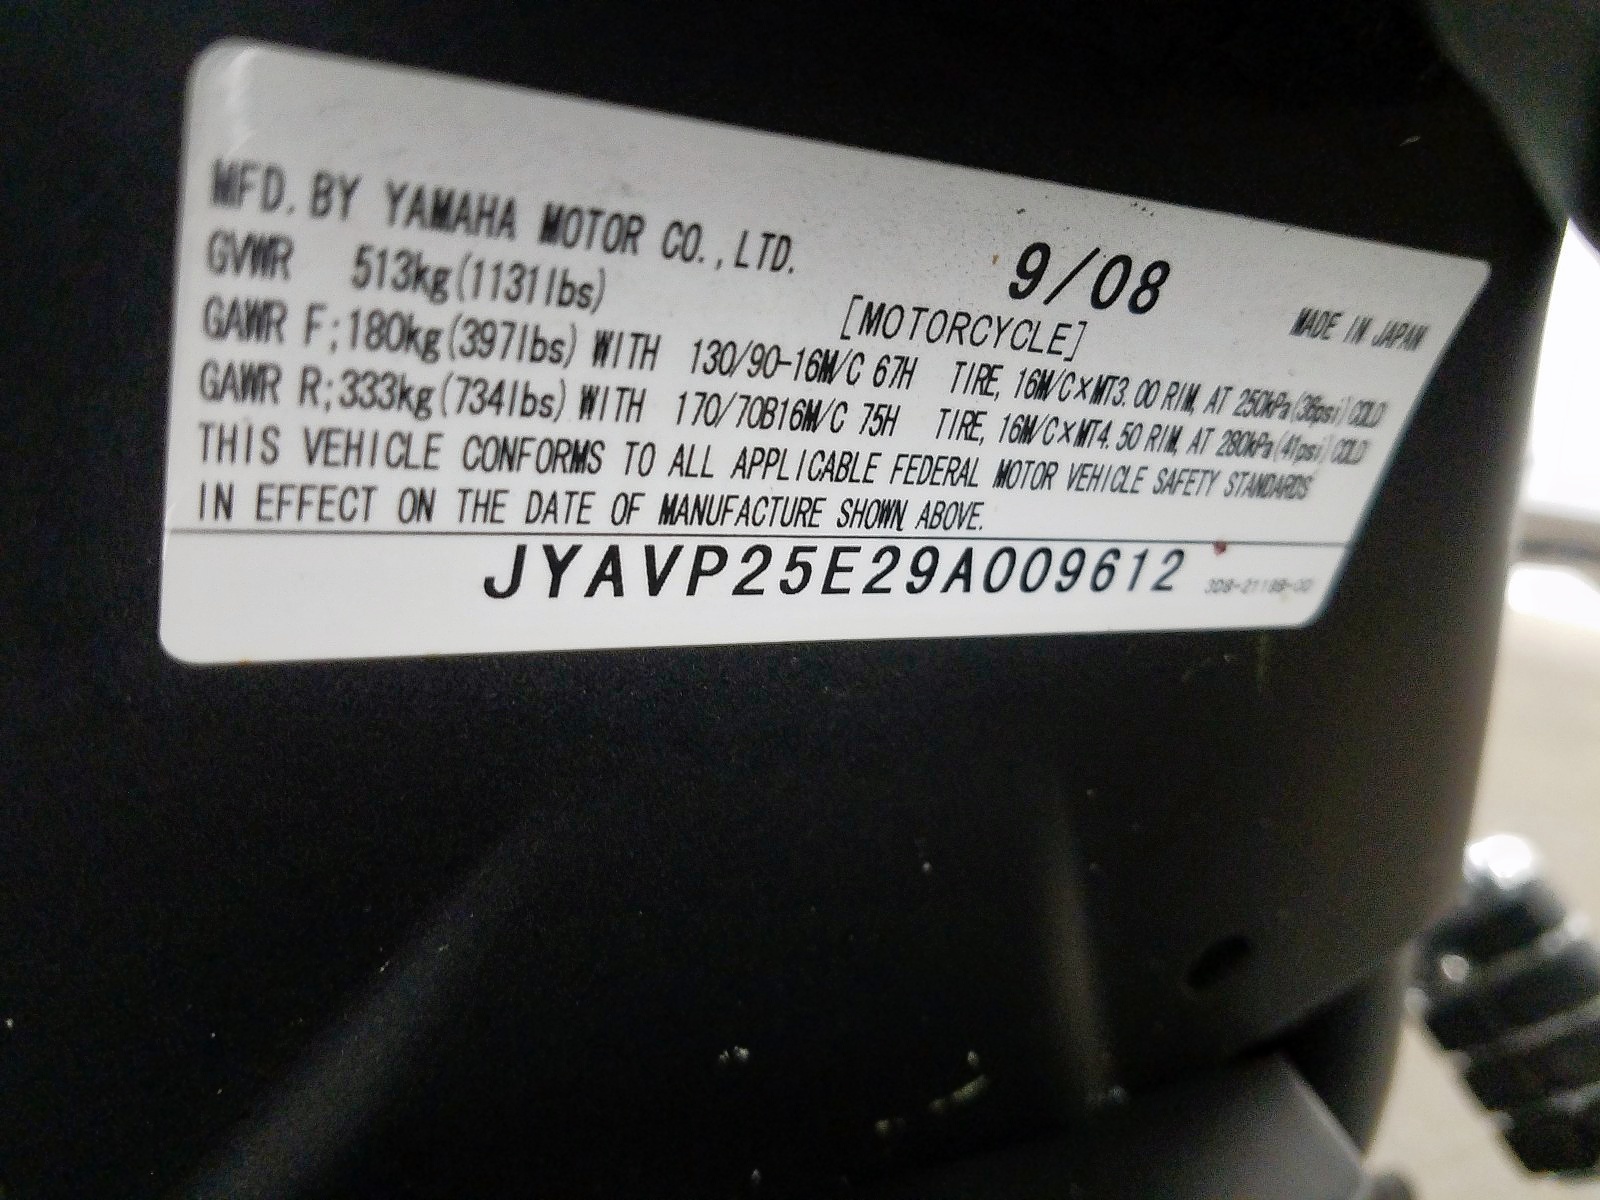 MFD. BY YAMAHA MOTOR CO., LTD.
9/08
GVWR 513kg(1131lbs)
[MOTORCYCLE]
MADE IN JAPAN
GAWR F;180kg(397lbs) WITH 130/90-16M/C 67H TIRE, 16M/C×MT3.00 RIM, AT 250kPa(36psi) COLD
GAWR R;333kg(734lbs) WITH 170/70B16M/C 75H TIRE, 16M/C×MT4.50 RIM, AT 280kPa(41psi) COLD
THIS VEHICLE CONFORMS TO ALL APPLICABLE FEDERAL MOTOR VEHICLE SAFETY STANDARDS
IN EFFECT ON THE DATE OF MANUFACTURE SHOWN ABOVE.
JYAVP25E29A009612